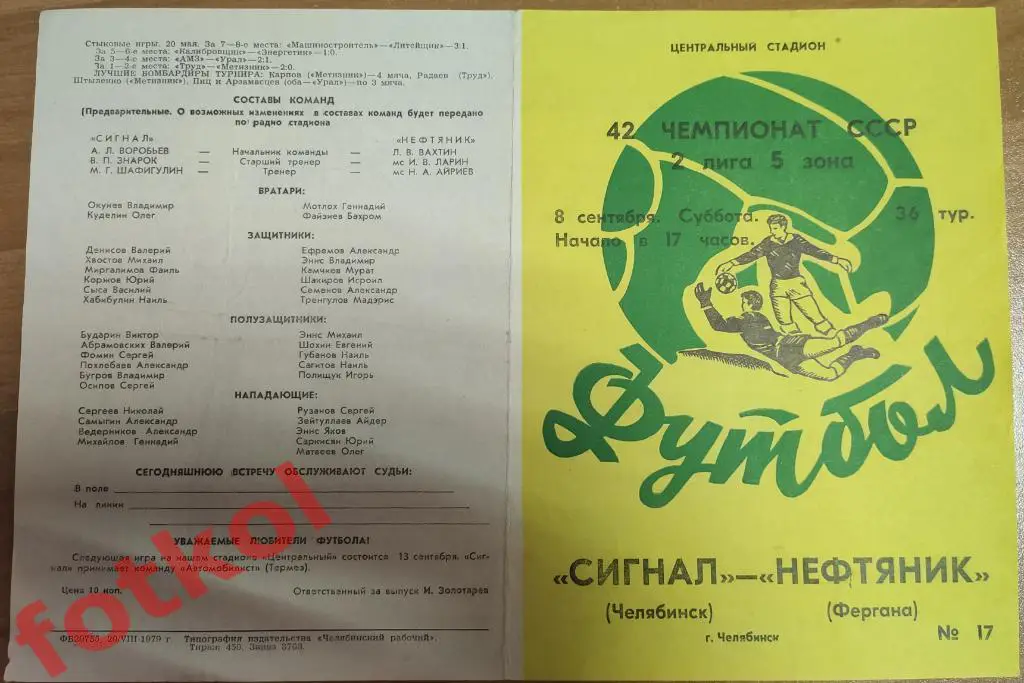 Стыковые игры. 20 мая. За 7—8-е места: «Машиностроитель»—«Литейщик»—3:1.
За 5—6-е места: «Калибровщик»—«Энергетик»—1:0.
За 3—4-е места: «АМЗ»—«Урал»—2:1.
За 1—2-е места: «Труд»—«Метизник»—2:0.
ЛУЧШИЕ БОМБАРДИРЫ ТУРНИРА: Карпов («Метизник»)—4 мяча, Радаев (Труд»).
Штыленко («Метизник»), Пиц и Арзамасцев (оба—«Урал»)—по 3 мяча.
СОСТАВЫ КОМАНД
(Предварительные. О возможных изменениях в составах команд будет передано
по радио стадиона
«СИГНАЛ» «НЕФТЯНИК»
А. Л. ВОРОБЬЕВ — Начальник команды — Л. В. ВАХТИН
В. П. ЗНАРОК — Старший тренер — мс И. В. ЛАРИН
М. Г. ШАФИГУЛИН — Тренер — мс Н. А. АЙРИЕВ
ВРАТАРИ:
Окунев Владимир Мотлох Геннадий
Куделин Олег Файзиев Бахром
ЗАЩИТНИКИ:
Денисов Валерий Ефремов Александр
Хвостов Михаил Эннс Владимир
Миргалимов Фаиль Камчиев Мурат
Коржов Юрий Шакиров Исроил
Сыса Василий Семенов Александр
Хабибулин Наиль Тренгулов Мадэрис
ПОЛУЗАЩИТНИКИ:
Бударин Виктор Эннс Михаил
Абрамовских Валерий Шохин Евгений
Фомин Сергей Губанов Наиль
Похлебаев Александр Сагитов Наиль
Бугров Владимир Полищук Игорь
Осипов Сергей
НАПАДАЮЩИЕ:
Сергеев Николай Рузанов Сергей
Самыгин Александр Зейтуллаев Айдер
Ведерников Александр Эннс Яков
Михайлов Геннадий Саркисян Юрий
Матвеев Олег
СЕГОДНЯШНЮЮ ВСТРЕЧУ ОБСЛУЖИВАЮТ СУДЬИ:
В поле
На линии
УВАЖАЕМЫЕ ЛЮБИТЕЛИ ФУТБОЛА!
Следующая игра на нашем стадионе «Центральный» состоится 13 сентября. «Сиг-
нал» принимает команду «Автомобилист» (Термез).
Цена 10 коп. Ответственный за выпуск И. Золотарев
ФБ20755. 20/VIII-1979 г. Типография издательства «Челябинский рабочий».
Тираж 450. Заказ 3703.
fotkol
ЦЕНТРАЛЬНЫЙ СТАДИОН
42 ЧЕМПИОНАТ СССР
2 лига 5 зона
8 сентября. Суббота. 36 тур.
Начало в 17 часов.
Футбол
«СИГНАЛ»—«НЕФТЯНИК»
(Челябинск) (Фергана)
г. Челябинск
№ 17